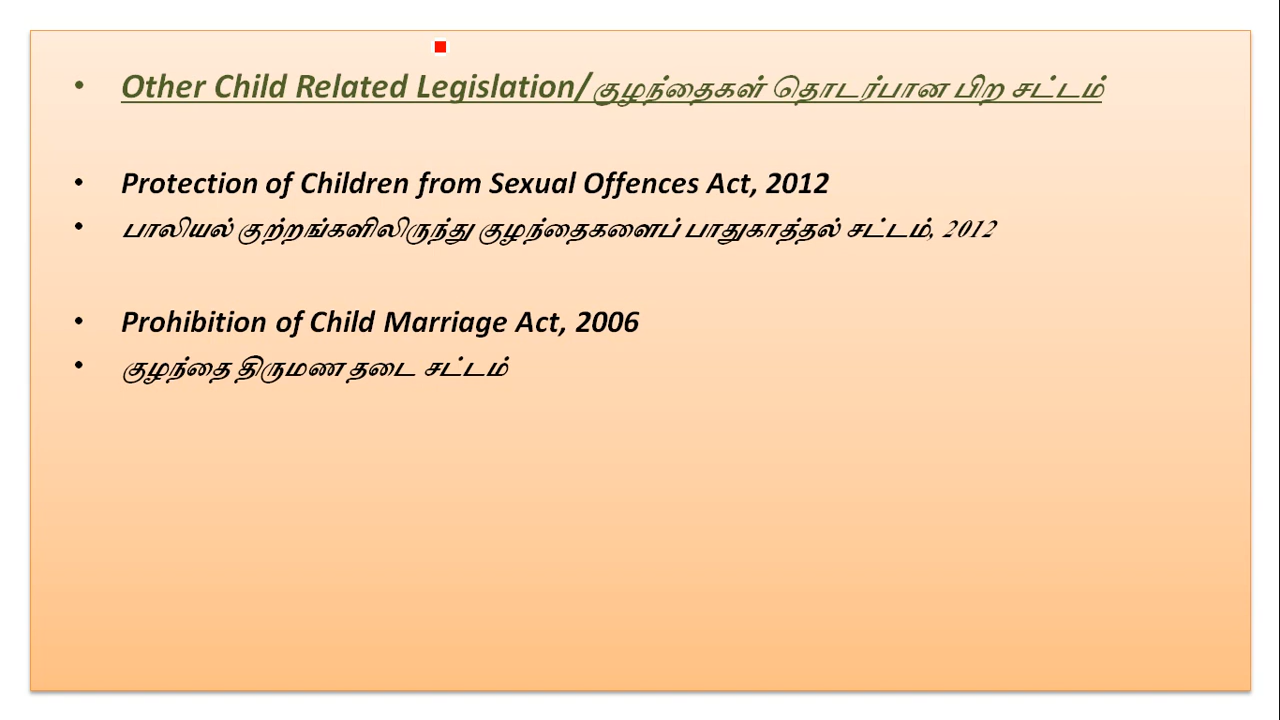 • Other Child Related Legislation/குழந்தைகள் தொடர்பான பிற சட்டம்
• Protection of Children from Sexual Offences Act, 2012
• பாலியல் குற்றங்களிலிருந்து குழந்தைகளைப் பாதுகாத்தல் சட்டம், 2012
• Prohibition of Child Marriage Act, 2006
• குழந்தை திருமண தடை சட்டம்